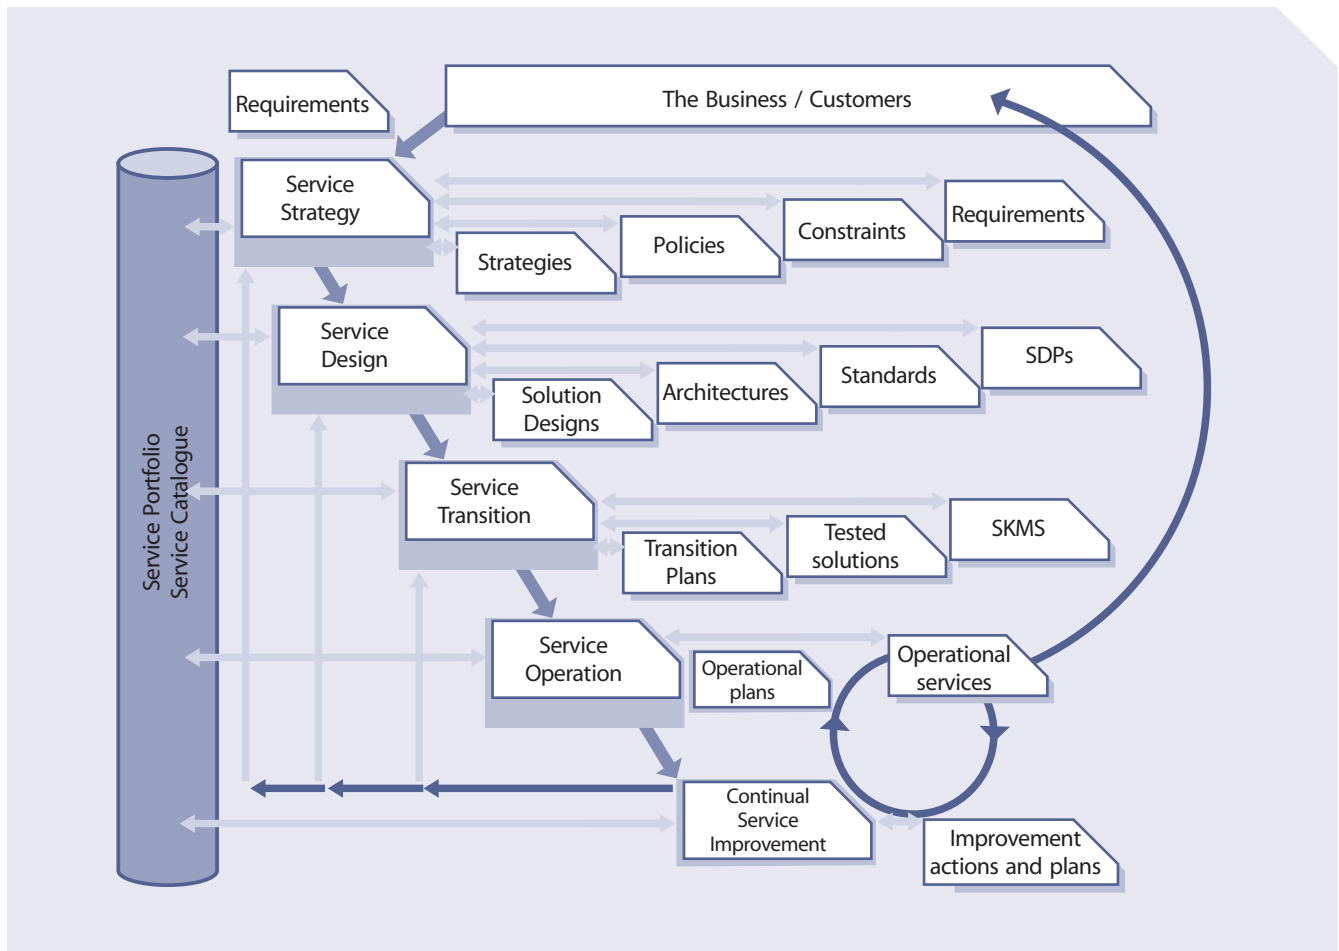 Requirements
The Business / Customers
Service
Strategy
Requirements
Constraints
Policies
Strategies
Service
Design
SDPs
Standards
Architectures
Solution
Designs
Service Portfolio
Service Catalogue
Service
Transition
SKMS
Tested
solutions
Transition
Plans
Service
Operation
Operational
plans
Operational
services
Continual
Service
Improvement
Improvement
actions and plans